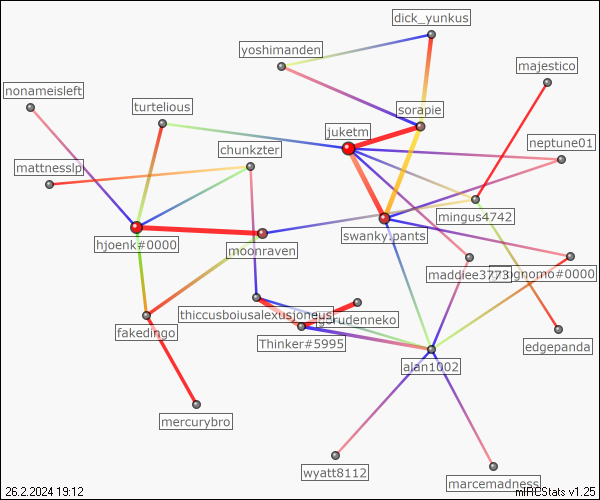 dick_yunkus
yoshimanden
majestico
nonameisleft
turtelious
sorapie
juketm
chunkzter
neptune01
mattnesslp
mingus4742
swanky.pants
hjoenk#0000
moonraven
maddiee3773
gnomo#0000
thiccusboiusalexusjoneus
rudenneko
fakedingo
Thinker#5995
edgepanda
alan1002
mercurybro
wyatt8112
marcemadness
26.2.2024 19:12
mIRCStats v1.25